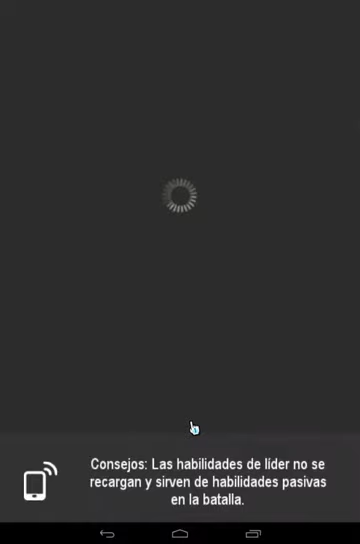 Consejos: Las habilidades de líder no se
recargan y sirven de habilidades pasivas
en la batalla.